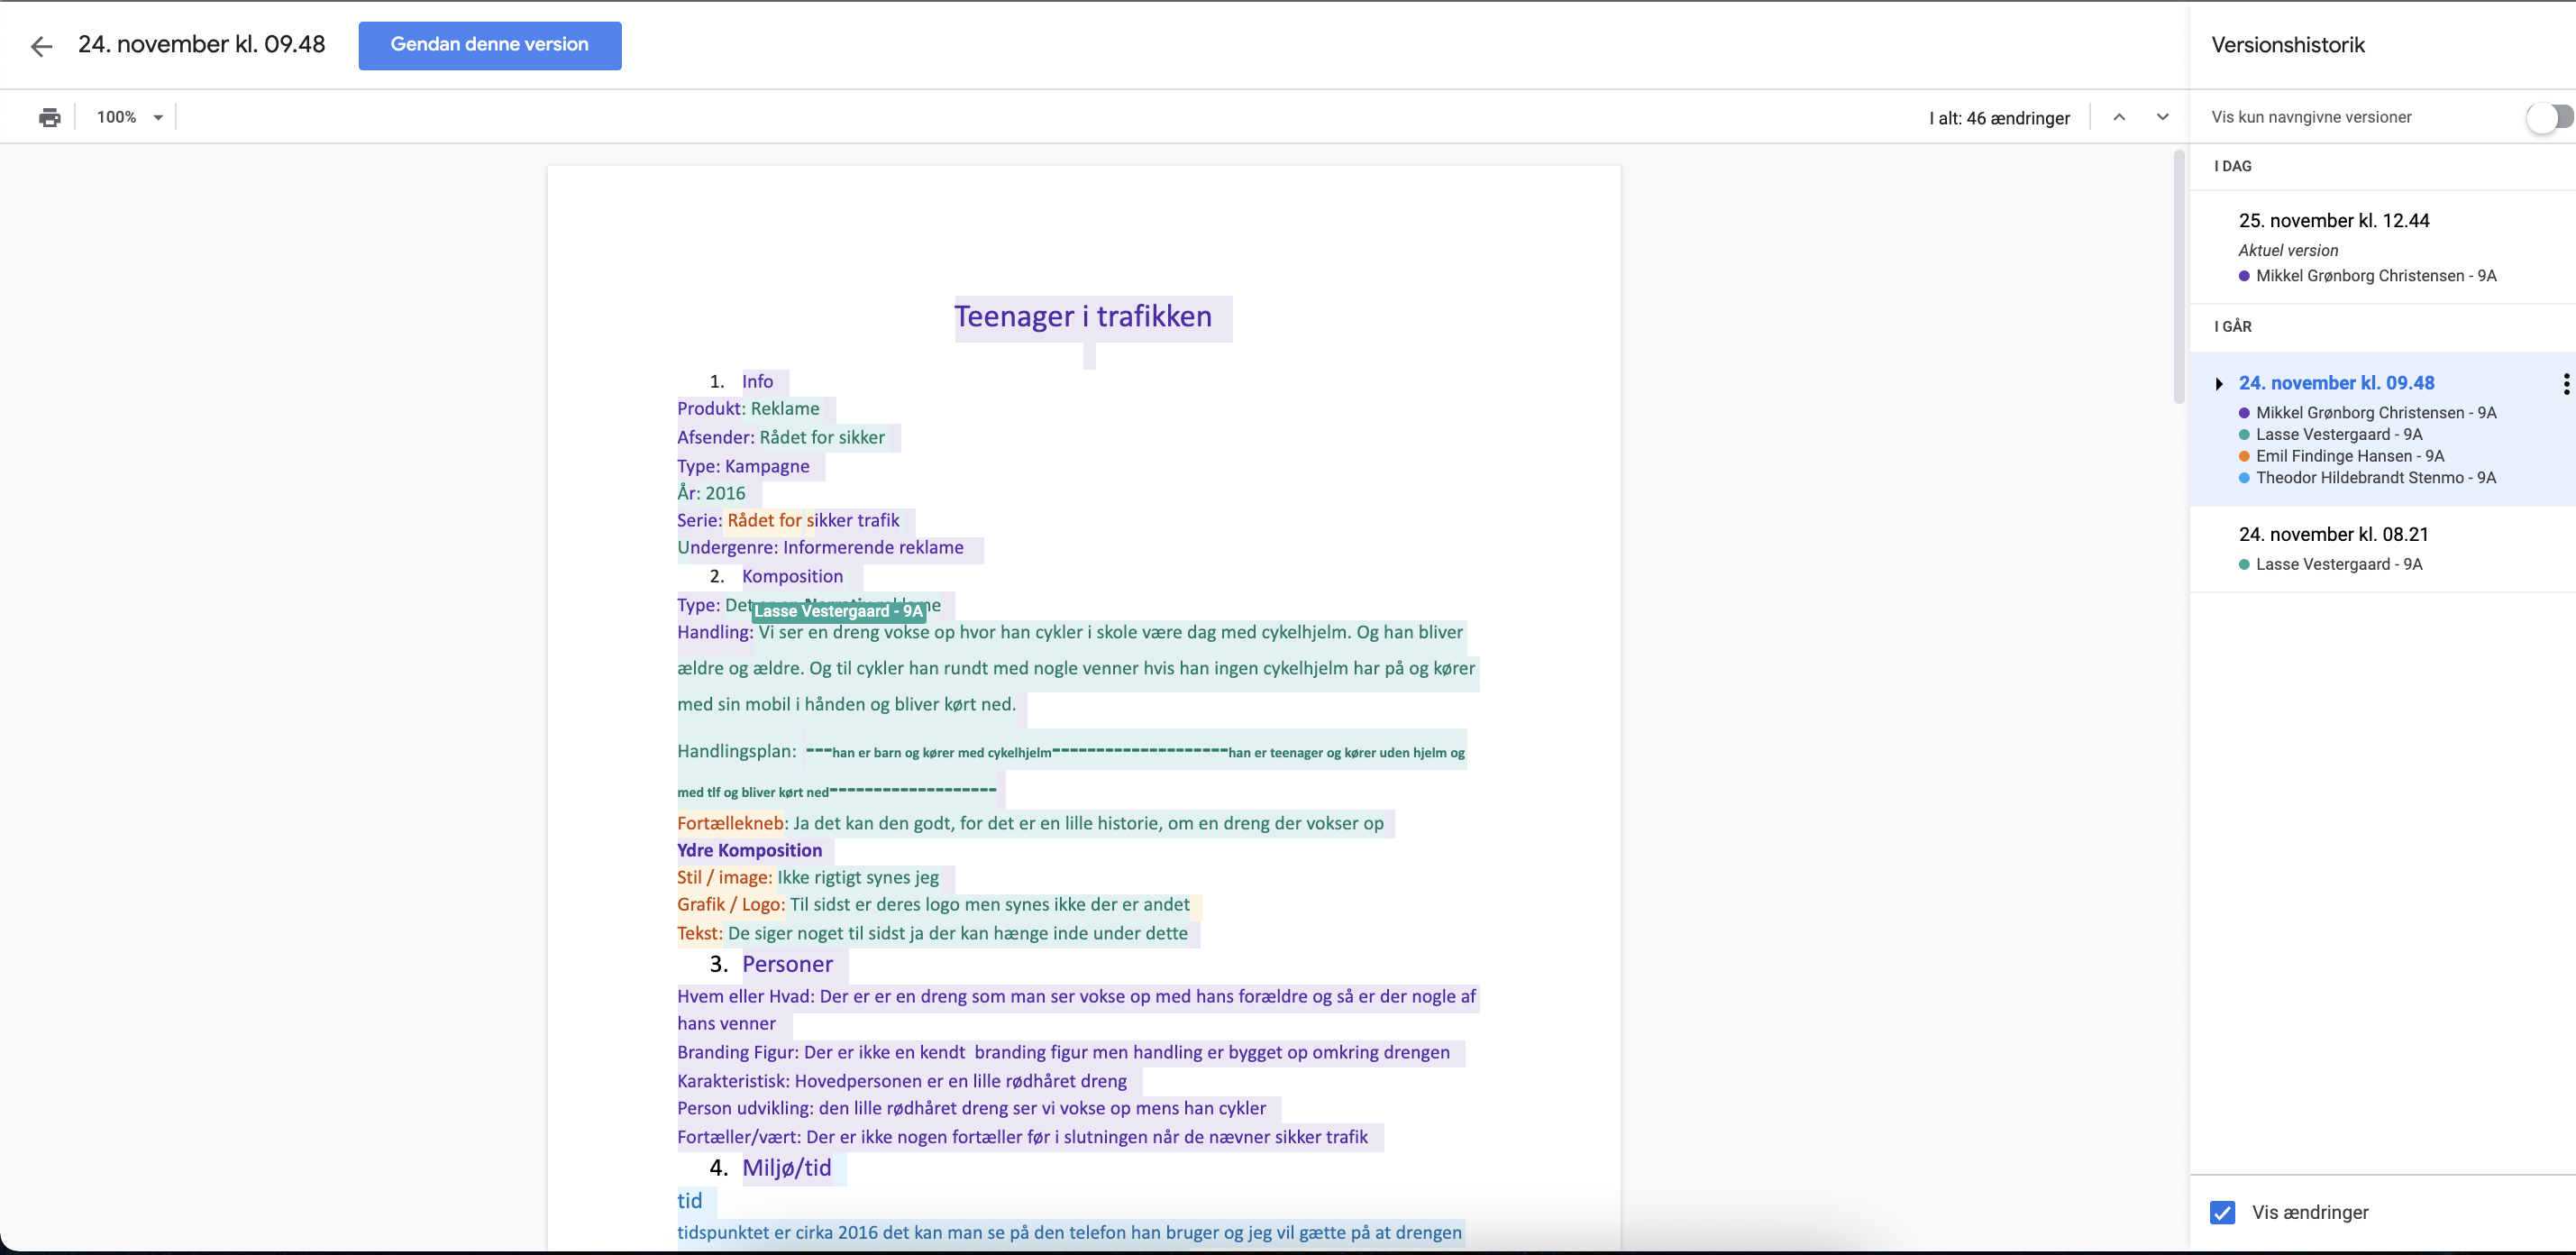 24. november kl. 09.48
Gendan denne version
Versionshistorik
100%
I alt: 46 ændringer
Vis kun navngivne versioner
Teenager i trafikken
1. Info
Produkt: Reklame
Afsender: Rådet for sikker
Type: Kampagne
År: 2016
Serie: Rådet for sikker trafik
Undergenre: Informerende reklame
2. Komposition
Type: Det
Lasse Vestergaard - 9A
Handling: Vi ser en dreng vokse op hvor han cykler i skole være dag med cykelhjelm. Og han bliver
ældre og ældre. Og til cykler han rundt med nogle venner hvis han ingen cykelhjelm har på og kører
med sin mobil i hånden og bliver kørt ned.
Handlingsplan: ---han er barn og kører med cykelhjelm--------------------han er teenager og kører uden hjelm og
med tlf og bliver kørt ned-------------------
Fortællekneb: Ja det kan den godt, for det er en lille historie, om en dreng der vokser op
Ydre Komposition
Stil / image: Ikke rigtigt synes jeg
Grafik / Logo: Til sidst er deres logo men synes ikke der er andet
Tekst: De siger noget til sidst ja der kan hænge inde under dette
3. Personer
Hvem eller Hvad: Der er er en dreng som man ser vokse op med hans forældre og så er der nogle af
hans venner
Branding Figur: Der er ikke en kendt  branding figur men handling er bygget op omkring drengen
Karakteristisk: Hovedpersonen er en lille rødhåret dreng
Person udvikling: den lille rødhåret dreng ser vi vokse op mens han cykler
Fortæller/vært: Der er ikke nogen fortæller før i slutningen når de nævner sikker trafik
4. Miljø/tid
tid
tidspunktet er cirka 2016 det kan man se på den telefon han bruger og jeg vil gætte på at drengen
I DAG
25. november kl. 12.44
Aktuel version
Mikkel Grønborg Christensen - 9A
I GÅR
24. november kl. 09.48
Mikkel Grønborg Christensen - 9A
Lasse Vestergaard - 9A
Emil Findinge Hansen - 9A
Theodor Hildebrandt Stenmo - 9A
24. november kl. 08.21
Lasse Vestergaard - 9A
Vis ændringer